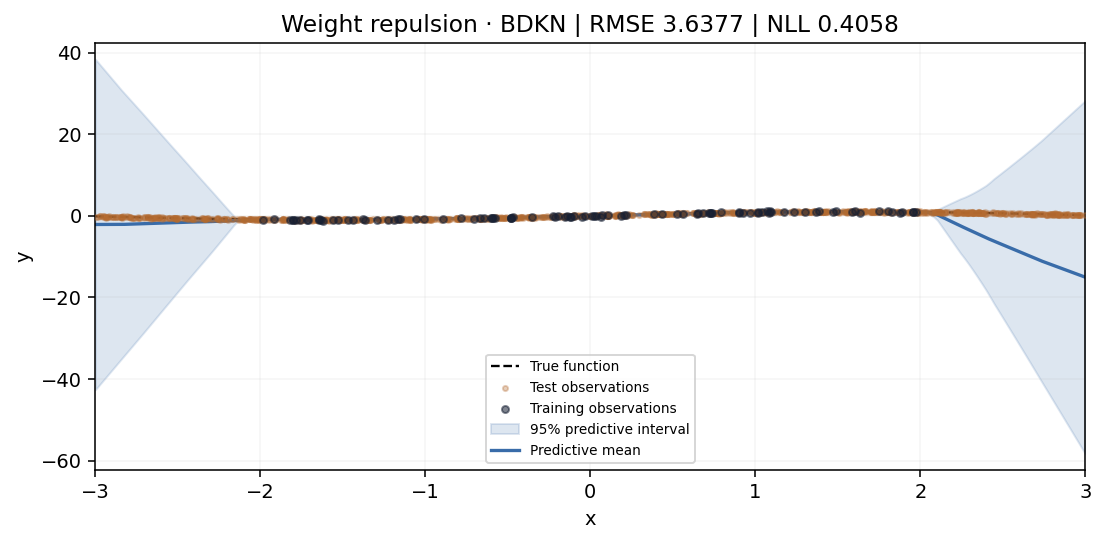 Weight repulsion · BDKN | RMSE 3.6377 | NLL 0.4058
40
20
0
−20
−40
−60
y
True function
Test observations
Training observations
95% predictive interval
Predictive mean
−3
−2
−1
0
1
2
3
x